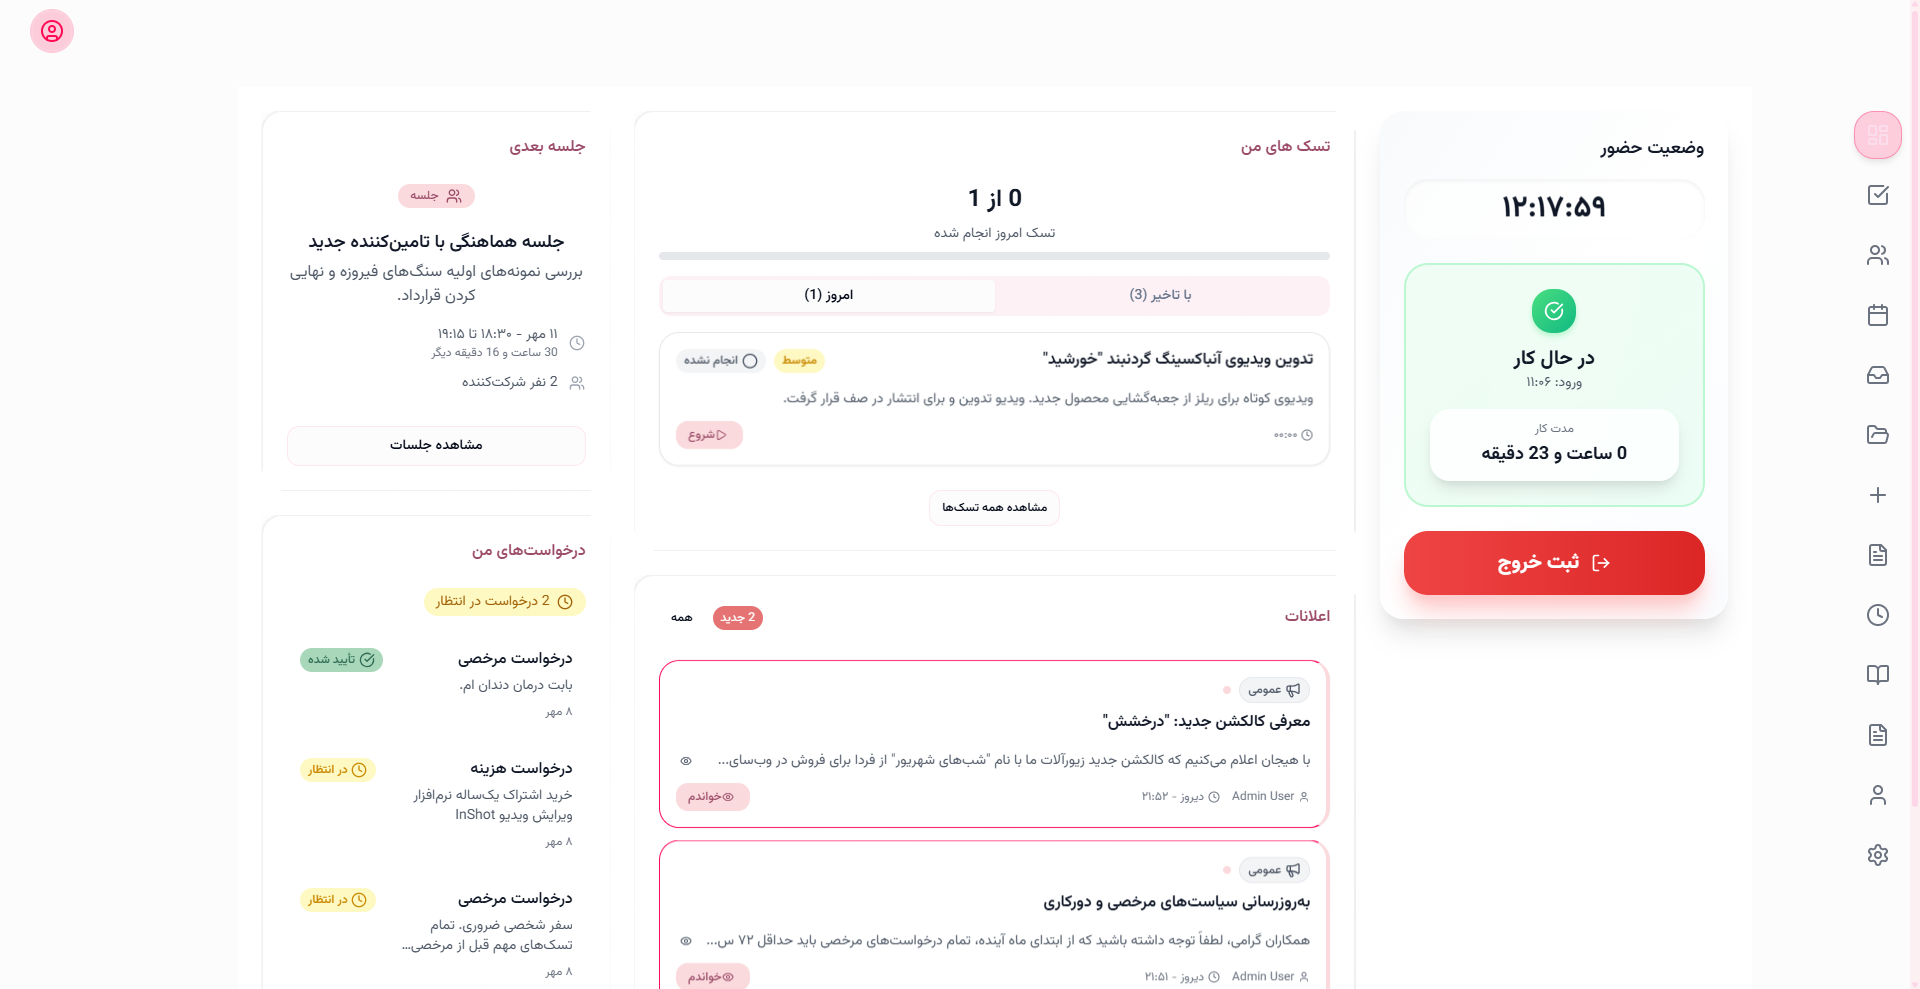 وضعیت حضور
۱۲:۱۷:۵۹
در حال کار
ورود: ۱۱:۰۶
مدت کار
0 ساعت و 23 دقیقه
ثبت خروج
تسک های من
0 از 1
تسک امروز انجام شده
با تاخیر (3)
امروز (1)
تدوین ویدیوی آنباکسینگ گردنبند "خورشید"
متوسط
انجام نشده
ویدیوی کوتاه برای ریلز از جعبه‌گشایی محصول جدید. ویدیو تدوین و برای انتشار در صف قرار گرفت.
۰۰:۰۰
شروع
مشاهده همه تسک‌ها
اعلانات
2 جدید
همه
عمومی
معرفی کالکشن جدید: "درخشش"
با هیجان اعلام می‌کنیم که کالکشن جدید زیورآلات ما با نام "شب‌های شهریور" از فردا برای فروش در وب‌سای...
Admin User
دیروز - ۲۱:۵۲
خواندم
عمومی
به‌روزرسانی سیاست‌های مرخصی و دورکاری
همکاران گرامی، لطفاً توجه داشته باشید که از ابتدای ماه آینده، تمام درخواست‌های مرخصی باید حداقل ۷۲ س...
Admin User
دیروز - ۲۱:۵۱
خواندم
جلسه بعدی
جلسه
جلسه هماهنگی با تامین‌کننده جدید
بررسی نمونه‌های اولیه سنگ‌های فیروزه و نهایی
کردن قرارداد.
۱۱ مهر - ۱۸:۳۰ تا ۱۹:۱۵
30 ساعت و 16 دقیقه دیگر
2 نفر شرکت‌کننده
مشاهده جلسات
درخواست‌های من
2 درخواست در انتظار
درخواست مرخصی
تأیید شده
بابت درمان دندان ام.
۸ مهر
درخواست هزینه
در انتظار
خرید اشتراک یک‌ساله نرم‌افزار
ویرایش ویدیو InShot
۸ مهر
درخواست مرخصی
در انتظار
سفر شخصی ضروری. تمام
تسک‌های مهم قبل از مرخصی...
۸ مهر